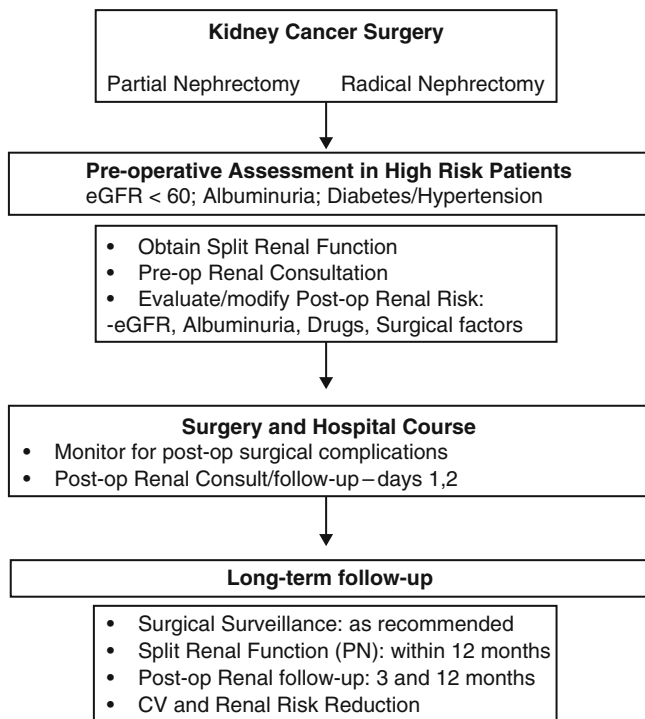 Kidney Cancer Surgery
Partial Nephrectomy Radical Nephrectomy
Pre-operative Assessment in High Risk Patients
eGFR < 60; Albuminuria; Diabetes/Hypertension
• Obtain Split Renal Function
• Pre-op Renal Consultation
• Evaluate/modify Post-op Renal Risk:
-eGFR, Albuminuria, Drugs, Surgical factors
Surgery and Hospital Course
• Monitor for post-op surgical complications
• Post-op Renal Consult/follow-up – days 1,2
Long-term follow-up
• Surgical Surveillance: as recommended
• Split Renal Function (PN): within 12 months
• Post-op Renal follow-up: 3 and 12 months
• CV and Renal Risk Reduction